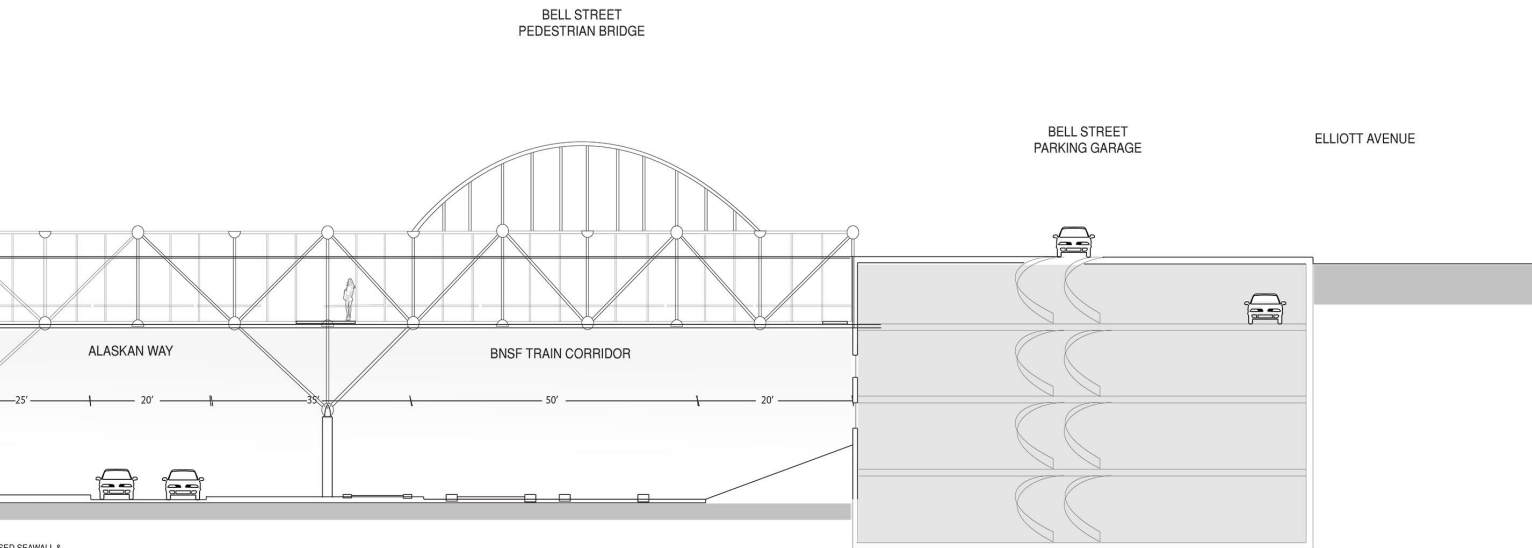 BELL STREET
PEDESTRIAN BRIDGE
BELL STREET
PARKING GARAGE
ELLIOTT AVENUE
ALASKAN WAY
BNSF TRAIN CORRIDOR
25' 20' 35' 50' 20'
SEAWALL &